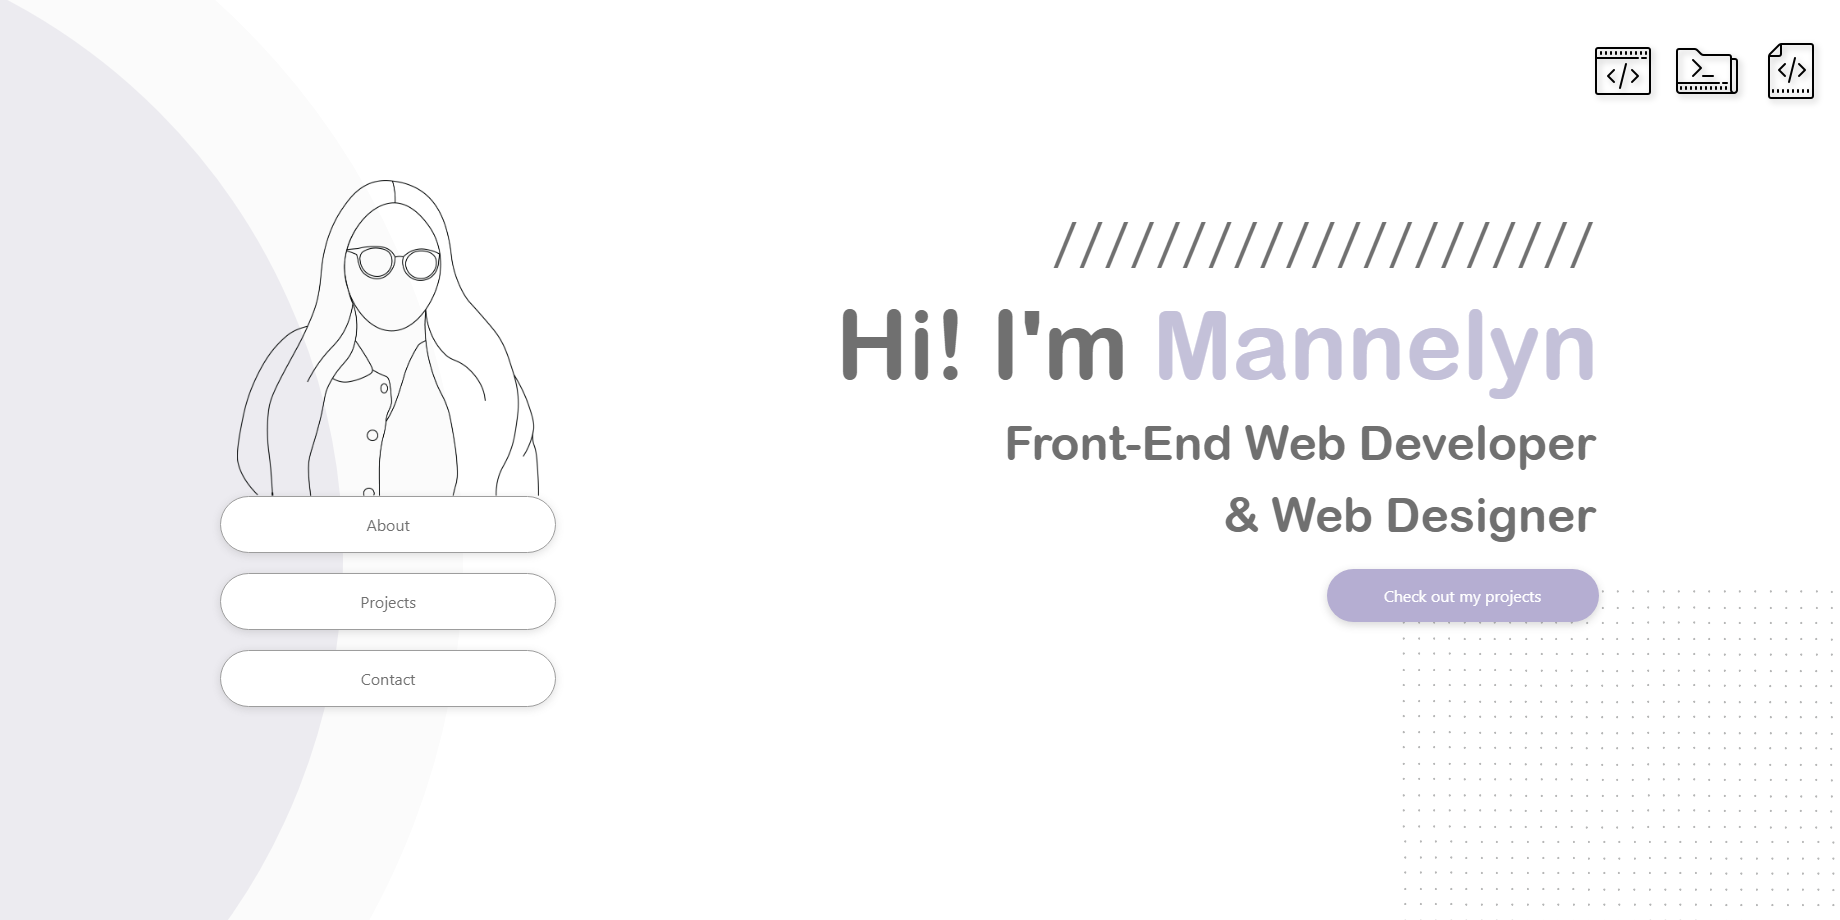 /////////////////////
Hi! I'm Mannelyn
Front-End Web Developer
& Web Designer
Check out my projects
About
Projects
Contact